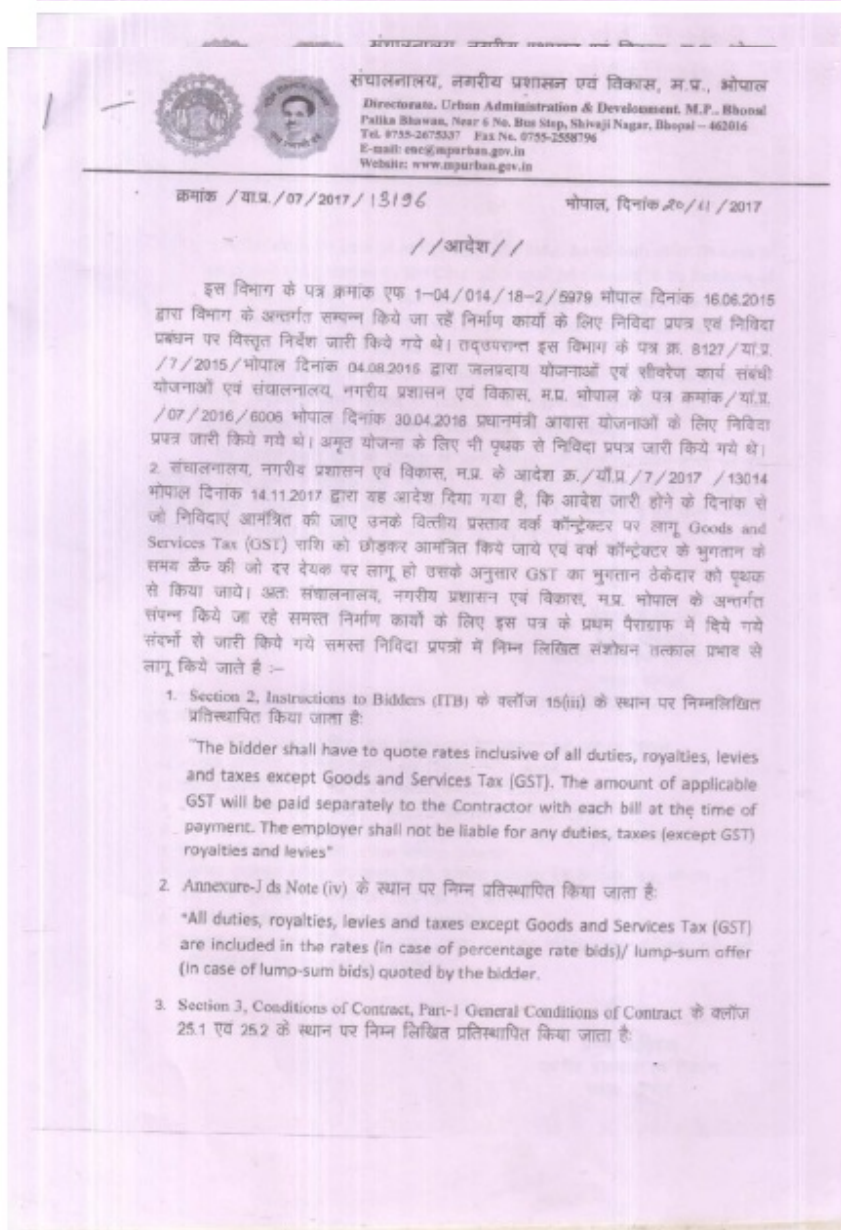 संचालनालय, नगरीय प्रशासन एवं विकास, म.प्र., भोपाल
Directorate, Urban Administration & Development, M.P., Bhopal
Palika Bhawan, Near 6 No. Bus Stop, Shivaji Nagar, Bhopal – 462016
Tel. 0755-2675337 Fax No. 0755-2558796
E-mail: enc@mpurban.gov.in
Website: www.mpurban.gov.in
क्रमांक /यां.प्र./07/2017/13196
भोपाल, दिनांक 20/11/2017
//आदेश//
इस विभाग के पत्र क्रमांक एफ 1-04/014/18-2/5979 भोपाल दिनांक 16.06.2015
द्वारा विभाग के अन्तर्गत सम्पन्न किये जा रहें निर्माण कार्यो के लिए निविदा प्रपत्र एवं निविदा
प्रबंधन पर विस्तृत निर्देश जारी किये गये थे। तद्उपरान्त इस विभाग के पत्र क्र. 8127/यां.प्र.
/7/2015/भोपाल दिनांक 04.08.2016 द्वारा जलप्रदाय योजनाओं एवं सीवरेज कार्य संबंधी
योजनाओं एवं संचालनालय, नगरीय प्रशासन एवं विकास, म.प्र. भोपाल के पत्र क्रमांक/यां.प्र.
/07/2016/6006 भोपाल दिनांक 30.04.2016 प्रधानमंत्री आवास योजनाओं के लिए निविदा
प्रपत्र जारी किये गये थे। अमृत योजना के लिए भी पृथक से निविदा प्रपत्र जारी किये गये थे।
2. संचालनालय, नगरीय प्रशासन एवं विकास, म.प्र. के आदेश क्र./यॉ.प्र./7/2017 /13014
भोपाल दिनांक 14.11.2017 द्वारा यह आदेश दिया गया है, कि आदेश जारी होने के दिनांक से
जो निविदाएं आमंत्रित की जाए उनके वित्तीय प्रस्ताव वर्क कॉन्ट्रेक्टर पर लागू Goods and
Services Tax (GST) राशि को छोड़कर आमंत्रित किये जाये एवं वर्क कॉन्ट्रेक्टर के भुगतान के
समय की जो दर देयक पर लागू हो उसके अनुसार GST का भुगतान ठेकेदार को पृथक
से किया जाये। अतः संचालनालय, नगरीय प्रशासन एवं विकास, म.प्र. भोपाल के अन्तर्गत
संपन्न किये जा रहे समस्त निर्माण कार्यो के लिए इस पत्र के प्रथम पैराग्राफ में दिये गये
संदर्भो से जारी किये गये समस्त निविदा प्रपत्रों में निम्न लिखित संशोधन तत्काल प्रभाव से
लागू किये जाते है :–
1. Section 2, Instructions to Bidders (ITB) के क्लॉज 15(iii) के स्थान पर निम्नलिखित
प्रतिस्थापित किया जाता है:
"The bidder shall have to quote rates inclusive of all duties, royalties, levies
and taxes except Goods and Services Tax (GST). The amount of applicable
GST will be paid separately to the Contractor with each bill at the time of
payment. The employer shall not be liable for any duties, taxes (except GST)
royalties and levies"
2. Annexure-J ds Note (iv) के स्थान पर निम्न प्रतिस्थापित किया जाता है:
"All duties, royalties, levies and taxes except Goods and Services Tax (GST)
are included in the rates (in case of percentage rate bids)/ lump-sum offer
(in case of lump-sum bids) quoted by the bidder.
3. Section 3, Conditions of Contract, Part-1 General Conditions of Contract के क्लॉज
25.1 एवं 25.2 के स्थान पर निम्न लिखित प्रतिस्थापित किया जाता है: